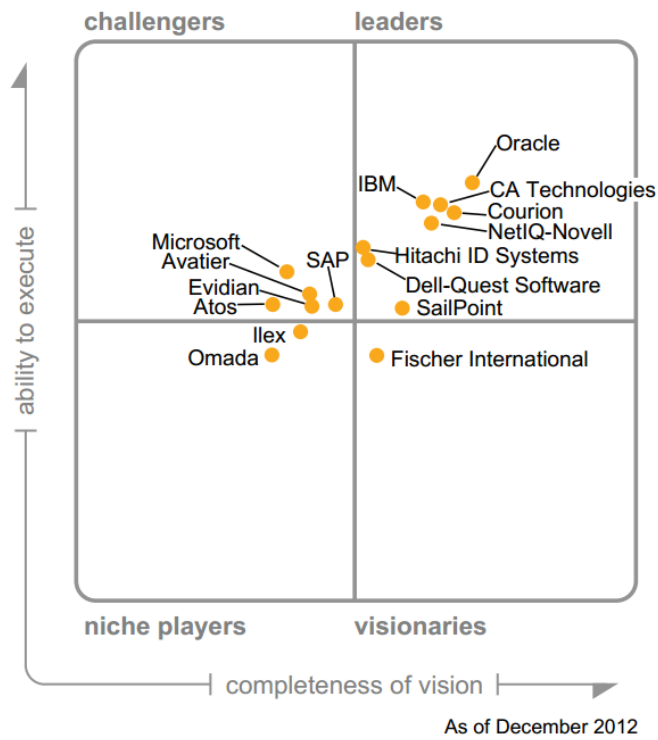 challengers
leaders
Oracle
IBM
CA Technologies
Courion
NetIQ-Novell
Microsoft
Avatier
SAP
Hitachi ID Systems
Evidian
Dell-Quest Software
Atos
SailPoint
Ilex
Omada
Fischer International
ability to execute
niche players
visionaries
completeness of vision
As of December 2012